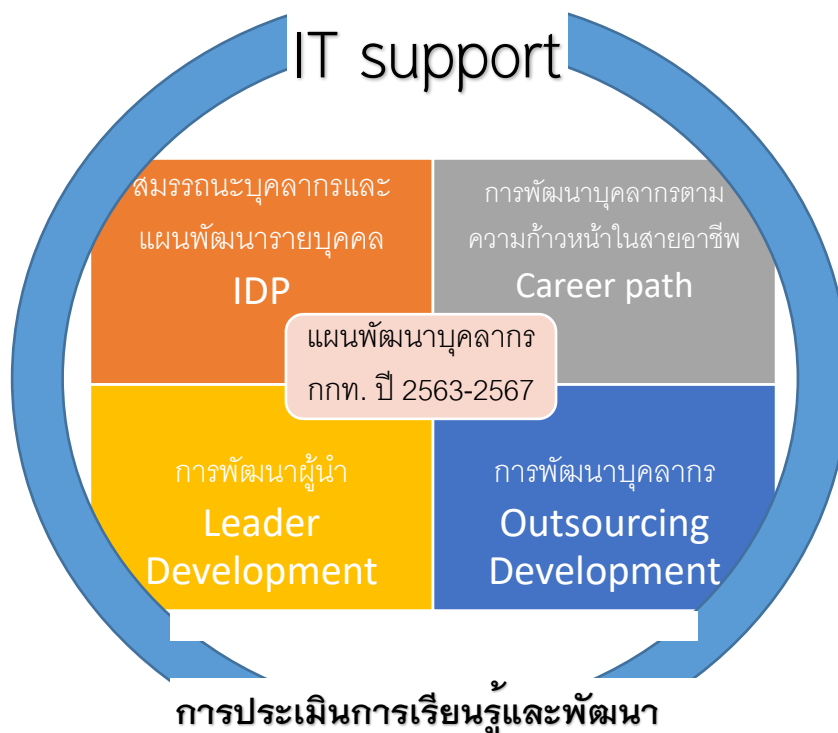 IT support
สมรรถนะบุคลากรและ
แผนพัฒนารายบุคคล
IDP
การพัฒนาบุคลากรตาม
ความก้าวหน้าในสายอาชีพ
Career path
แผนพัฒนาบุคลากร
กกท. ปี 2563-2567
การพัฒนาผู้นำ
Leader
Development
การพัฒนาบุคลากร
Outsourcing
Development
การประเมินการเรียนรู้และพัฒนา